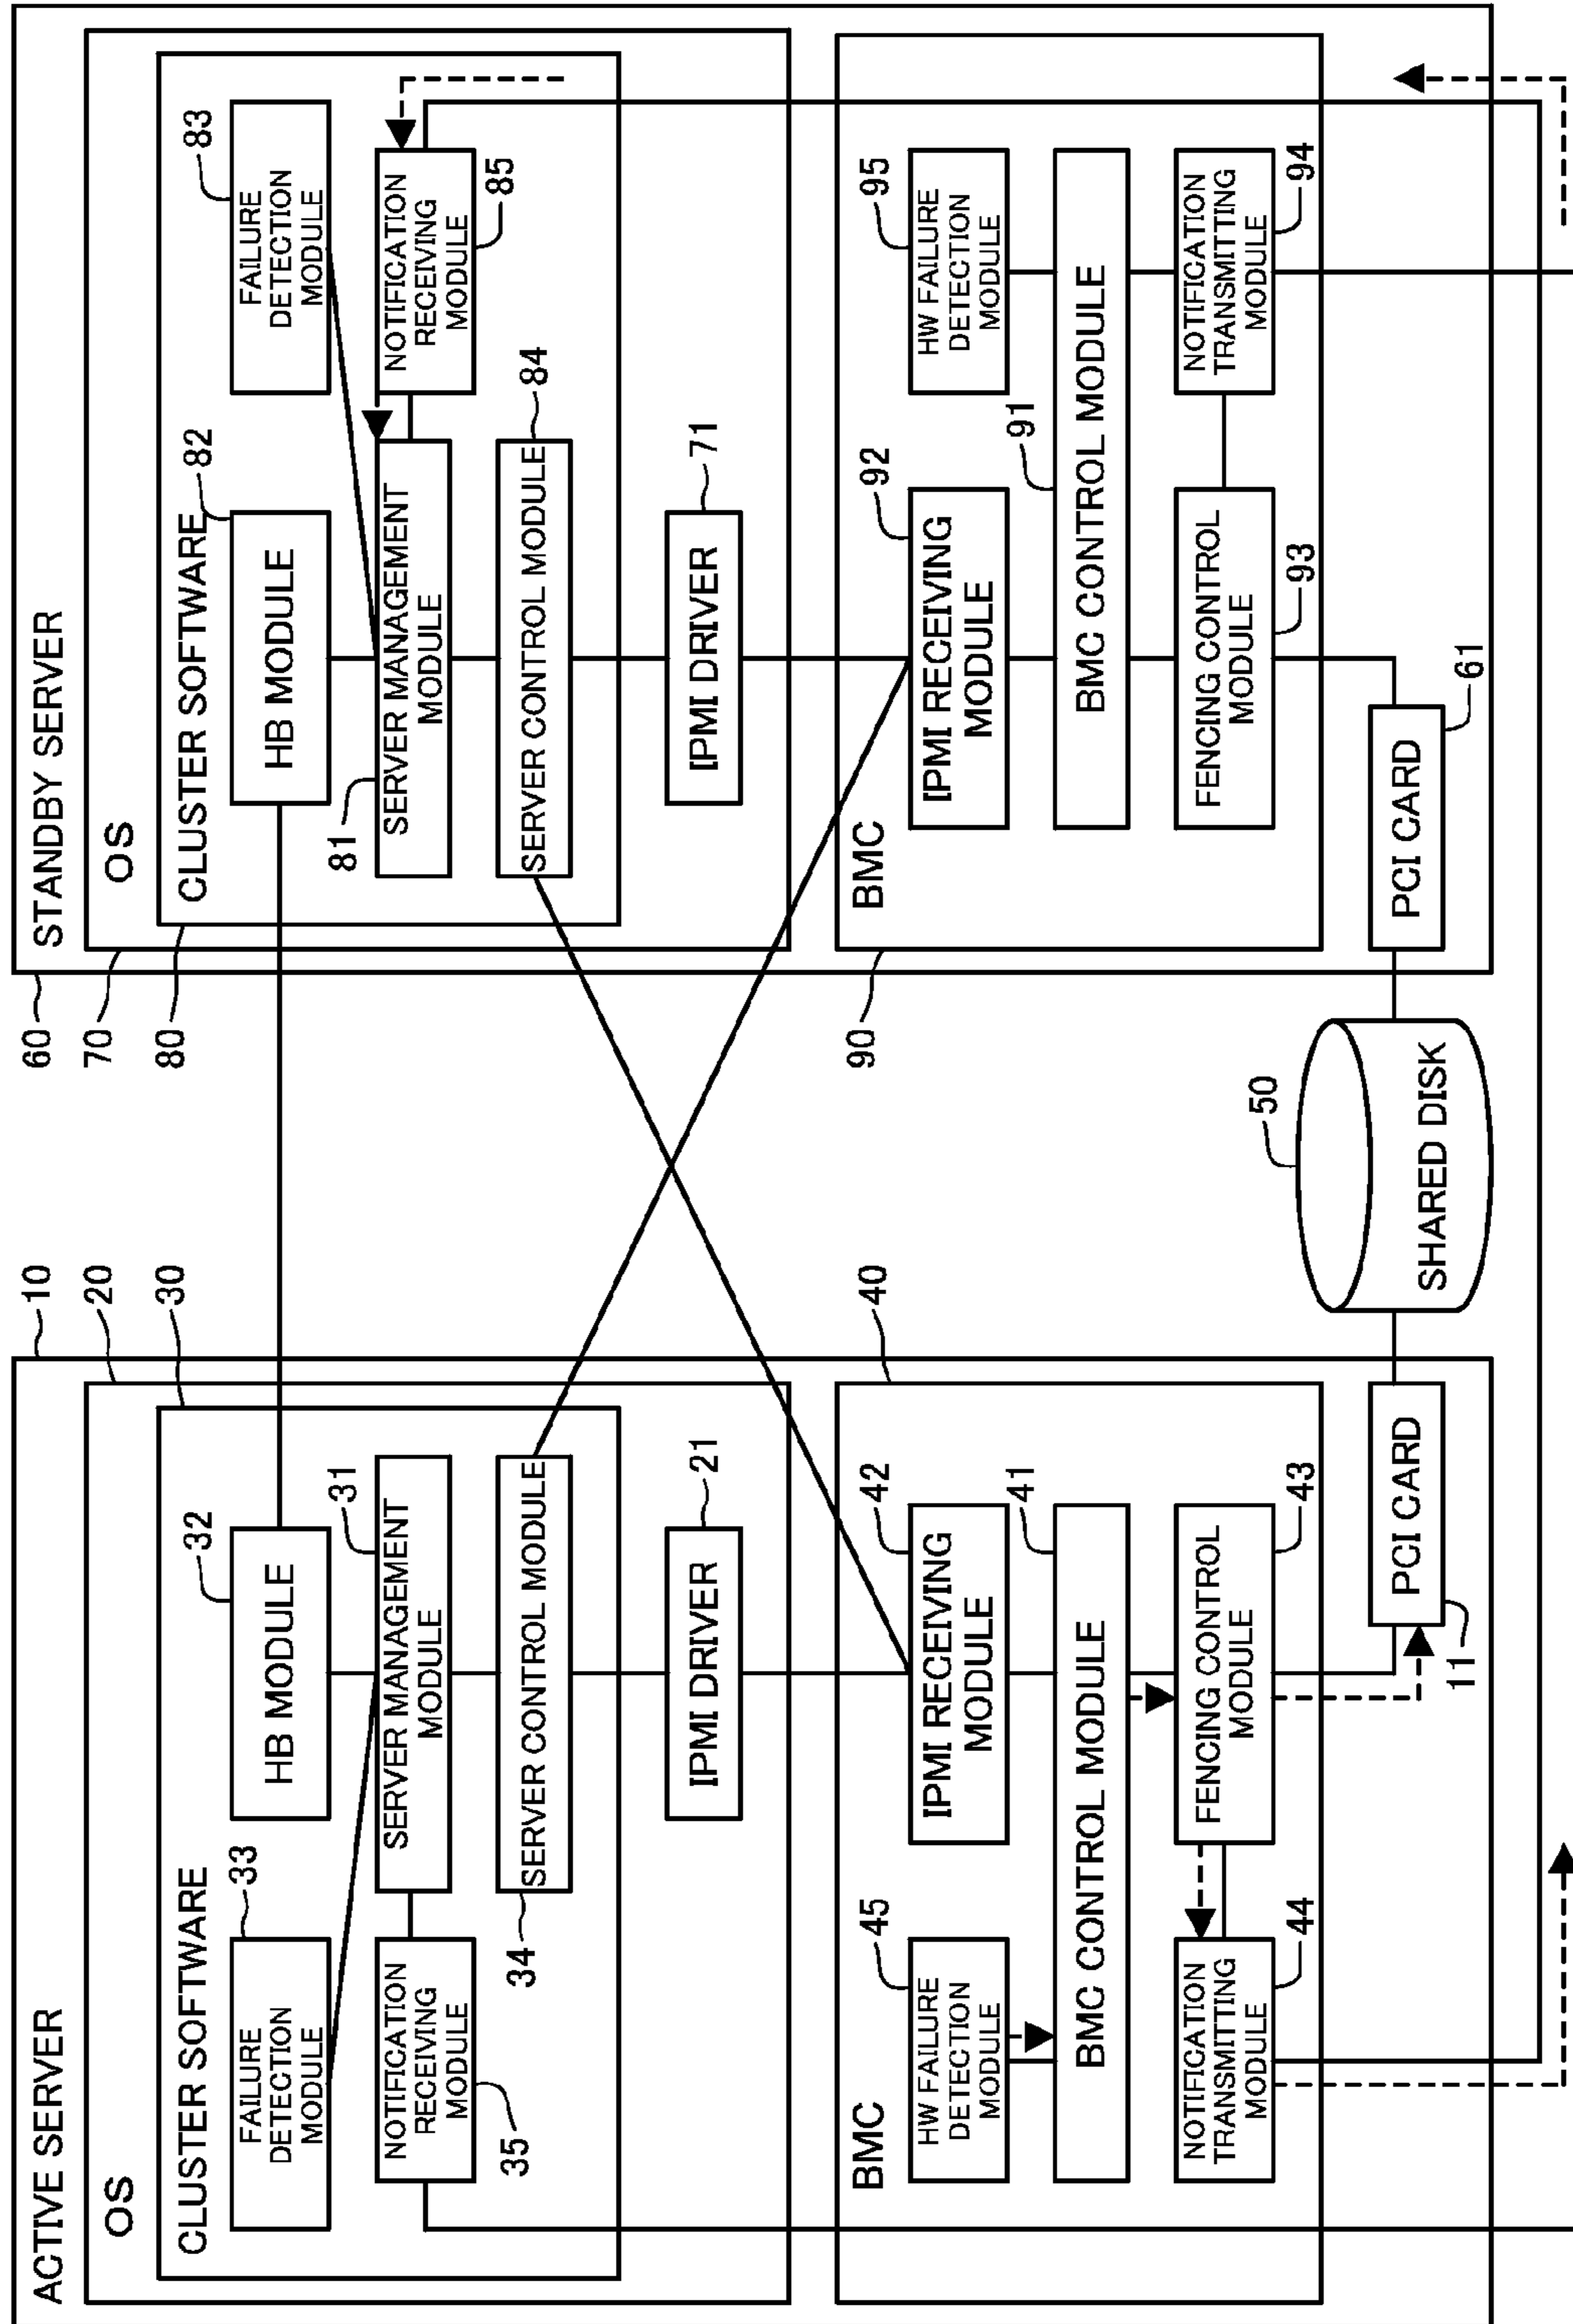 ACTIVE SERVER
10
OS
20
CLUSTER SOFTWARE
30
FAILURE
DETECTION
MODULE
33
HB MODULE
32
NOTIFICATION
RECEIVING
MODULE
35
SERVER MANAGEMENT
MODULE
31
SERVER CONTROL MODULE
34
IPMI DRIVER
21
BMC
40
HW FAILURE
DETECTION
MODULE
45
IPMI RECEIVING
MODULE
42
BMC CONTROL MODULE
41
NOTIFICATION
TRANSMITTING
MODULE
44
FENCING CONTROL
MODULE
43
PCI CARD
11
50
SHARED DISK
STANDBY SERVER
60
OS
70
CLUSTER SOFTWARE
80
HB MODULE
82
FAILURE
DETECTION
MODULE
83
81
SERVER MANAGEMENT
MODULE
NOTIFICATION
RECEIVING
MODULE
85
SERVER CONTROL MODULE
84
IPMI DRIVER
71
BMC
90
IPMI RECEIVING
MODULE
92
HW FAILURE
DETECTION
MODULE
95
BMC CONTROL MODULE
91
FENCING CONTROL
MODULE
93
NOTIFICATION
TRANSMITTING
MODULE
94
PCI CARD
61